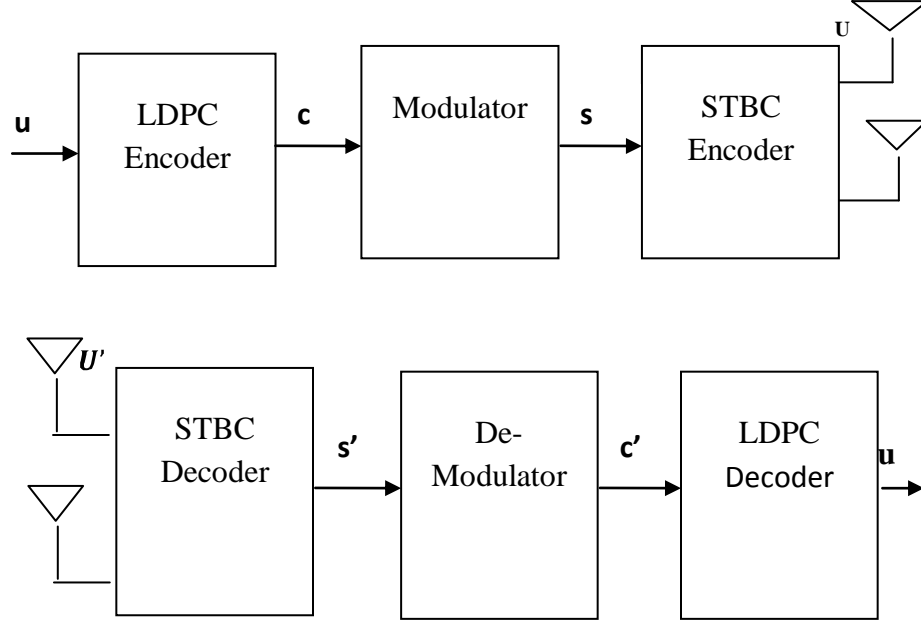 U
u
LDPC
Encoder
c
Modulator
s
STBC
Encoder
U'
STBC
Decoder
s’
De-
Modulator
c’
LDPC
Decoder
u